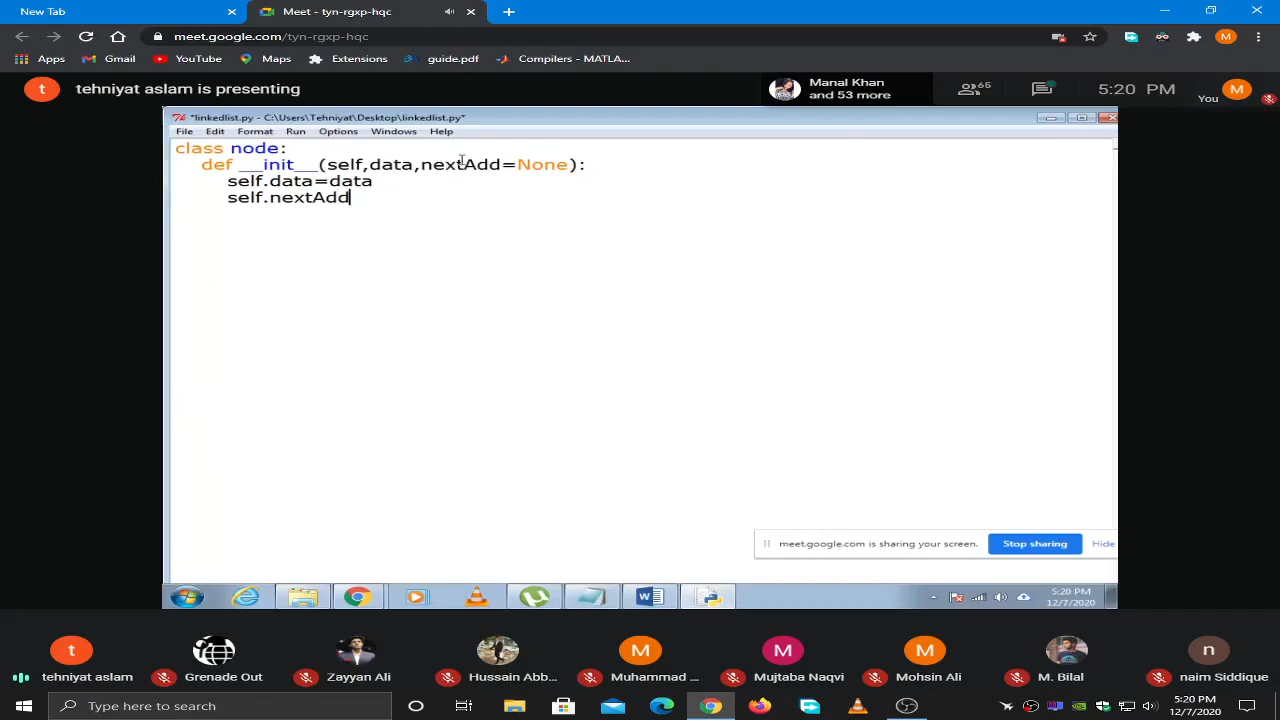 New Tab
Meet - tyn-rgxp-hqc
meet.google.com/tyn-rgxp-hqc
Apps Gmail YouTube Maps Extensions guide.pdf Compilers - MATLA...
t tehniyat aslam is presenting
Manal Khan
and 53 more
65
5:20 PM
You
M
*linkedlist.py - C:\Users\Tehniyat\Desktop\linkedlist.py*
File Edit Format Run Options Windows Help
class node:
def __init__(self,data,nextAdd=None):
self.data=data
self.nextAdd
meet.google.com is sharing your screen. Stop sharing Hide
5:20 PM
12/7/2020
t M M M n
tehniyat aslam Grenade Out Zayyan Ali Hussain Abb... Muhammad ... Mujtaba Naqvi Mohsin Ali M. Bilal naim Siddique
Type here to search
5:20 PM
12/7/2020